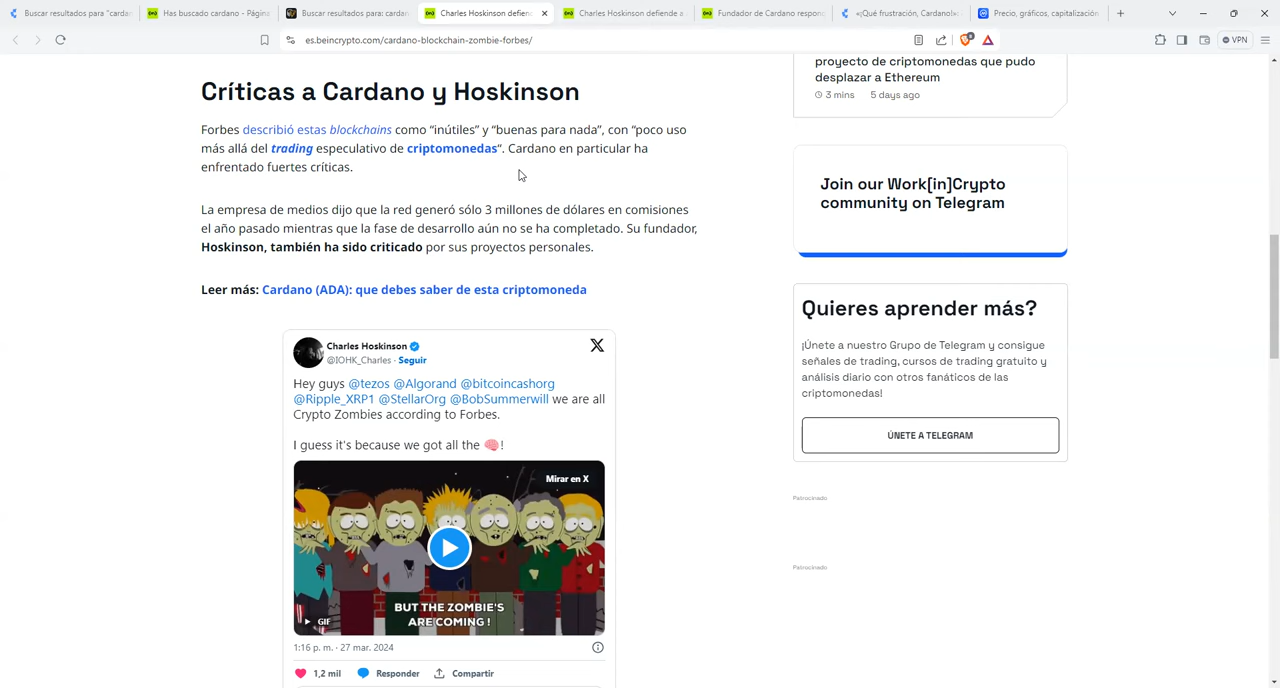 Buscar resultados para "cardan
Has buscado cardano - Página
Buscar resultados para: cardan
Charles Hoskinson defiend
Charles Hoskinson defiende a
Fundador de Cardano respond
«¡Qué frustración, Cardano!»:
Precio, gráficos, capitalización
es.beincrypto.com/cardano-blockchain-zombie-forbes/
VPN
Críticas a Cardano y Hoskinson
Forbes describió estas blockchains como “inútiles” y “buenas para nada”, con “poco uso
más allá del trading especulativo de criptomonedas“. Cardano en particular ha
enfrentado fuertes críticas.
La empresa de medios dijo que la red generó sólo 3 millones de dólares en comisiones
el año pasado mientras que la fase de desarrollo aún no se ha completado. Su fundador,
Hoskinson, también ha sido criticado por sus proyectos personales.
Leer más: Cardano (ADA): que debes saber de esta criptomoneda
Charles Hoskinson
@IOHK_Charles · Seguir
X
Hey guys @tezos @Algorand @bitcoincashorg
@Ripple_XRP1 @StellarOrg @BobSummerwill we are all
Crypto Zombies according to Forbes.
I guess it's because we got all the 🧠!
Mirar en X
BUT THE ZOMBIE'S
ARE COMING !
GIF
1:16 p. m. · 27 mar. 2024
1,2 mil
Responder
Compartir
proyecto de criptomonedas que pudo
desplazar a Ethereum
3 mins
5 days ago
Join our Work[in]Crypto
community on Telegram
Quieres aprender más?
¡Únete a nuestro Grupo de Telegram y consigue
señales de trading, cursos de trading gratuito y
análisis diario con otros fanáticos de las
criptomonedas!
ÚNETE A TELEGRAM
Patrocinado
Patrocinado